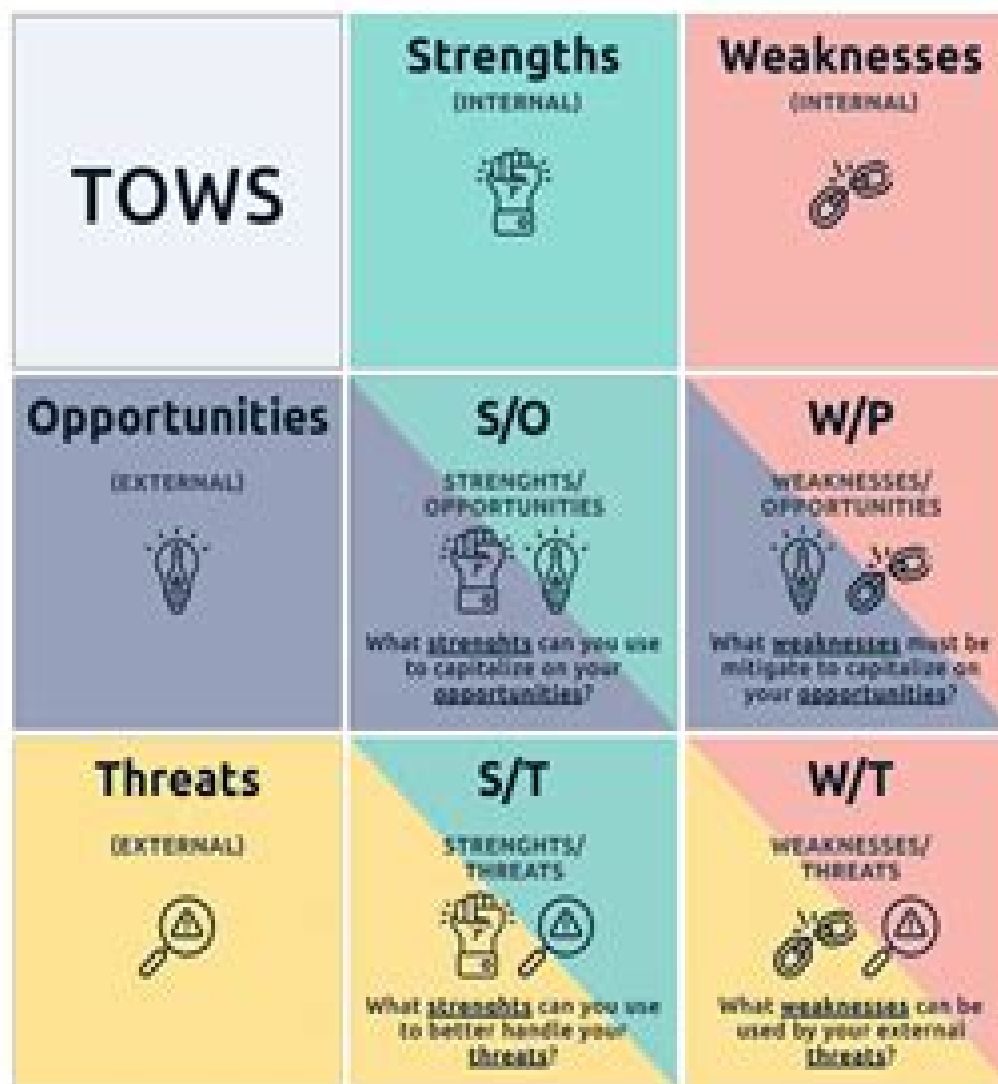 Strengths
(INTERNAL)
Weaknesses
(INTERNAL)
TOWS
Opportunities
(EXTERNAL)
S/O
STRENGHTS/
OPPORTUNITIES
What strenghts can you use
to capitalize on your
opportunities?
W/P
WEAKNESSES/
OPPORTUNITIES
What weaknesses must be
mitigate to capitalize on
your opportunities?
Threats
(EXTERNAL)
S/T
STRENGHTS/
THREATS
What strenghts can you use
to better handle your
threats?
W/T
WEAKNESSES/
THREATS
What weaknesses can be
used by your external
threats?